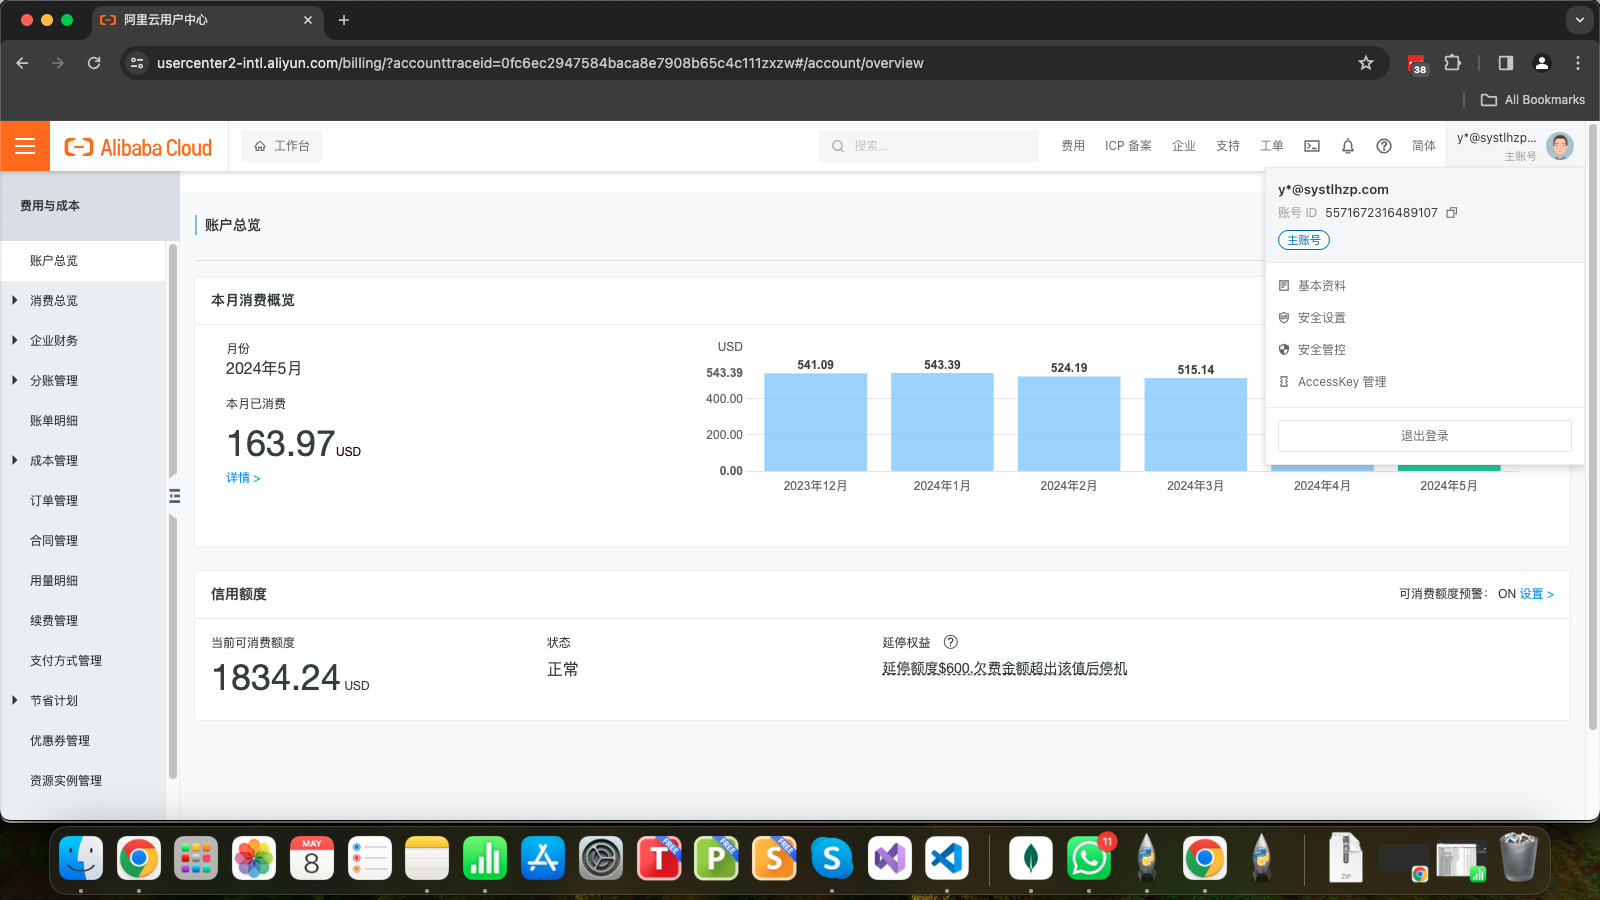 阿里云用户中心
usercenter2-intl.aliyun.com/billing/?accounttraceid=0fc6ec2947584baca8e7908b65c4c111zxzw#/account/overview
38
All Bookmarks
Alibaba Cloud
工作台
搜索...
费用
ICP 备案
企业
支持
工单
简体
y*@systlhzp...
主账号
y*@systlhzp.com
账号 ID 5571672316489107
主账号
基本资料
安全设置
安全管控
AccessKey 管理
退出登录
费用与成本
账户总览
消费总览
企业财务
分账管理
账单明细
成本管理
订单管理
合同管理
用量明细
续费管理
支付方式管理
节省计划
优惠券管理
资源实例管理
账户总览
本月消费概览
月份
2024年5月
本月已消费
163.97 USD
详情 >
USD
543.39
400.00
200.00
0.00
541.09
543.39
524.19
515.14
2023年12月
2024年1月
2024年2月
2024年3月
2024年4月
2024年5月
信用额度
可消费额度预警： ON 设置 >
当前可消费额度
1834.24 USD
状态
正常
延停权益
延停额度$600,欠费金额超出该值后停机
MAY
8
T FREE
P FREE
S FREE
S
11
ZIP